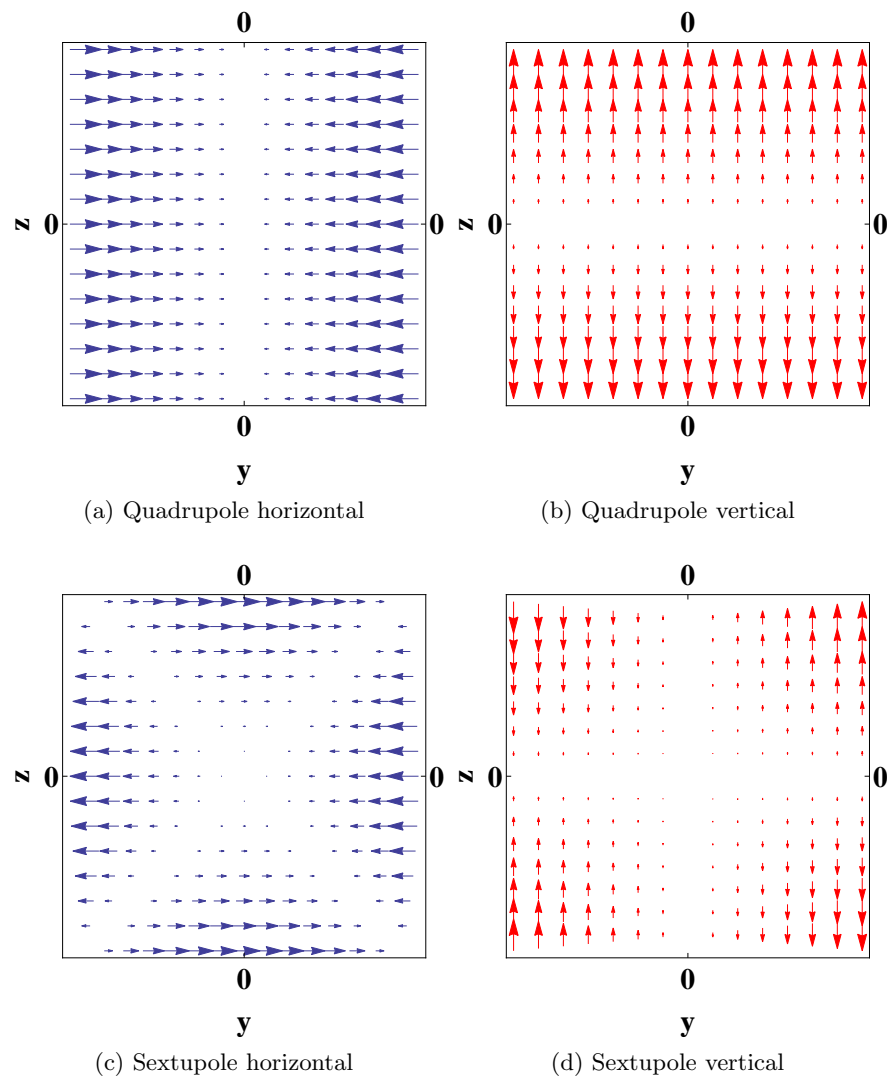 0 0
z 0 0 z 0
0 0
y y
(a) Quadrupole horizontal (b) Quadrupole vertical
0 0
z 0 0 z 0 0
0 0
y y
(c) Sextupole horizontal (d) Sextupole vertical